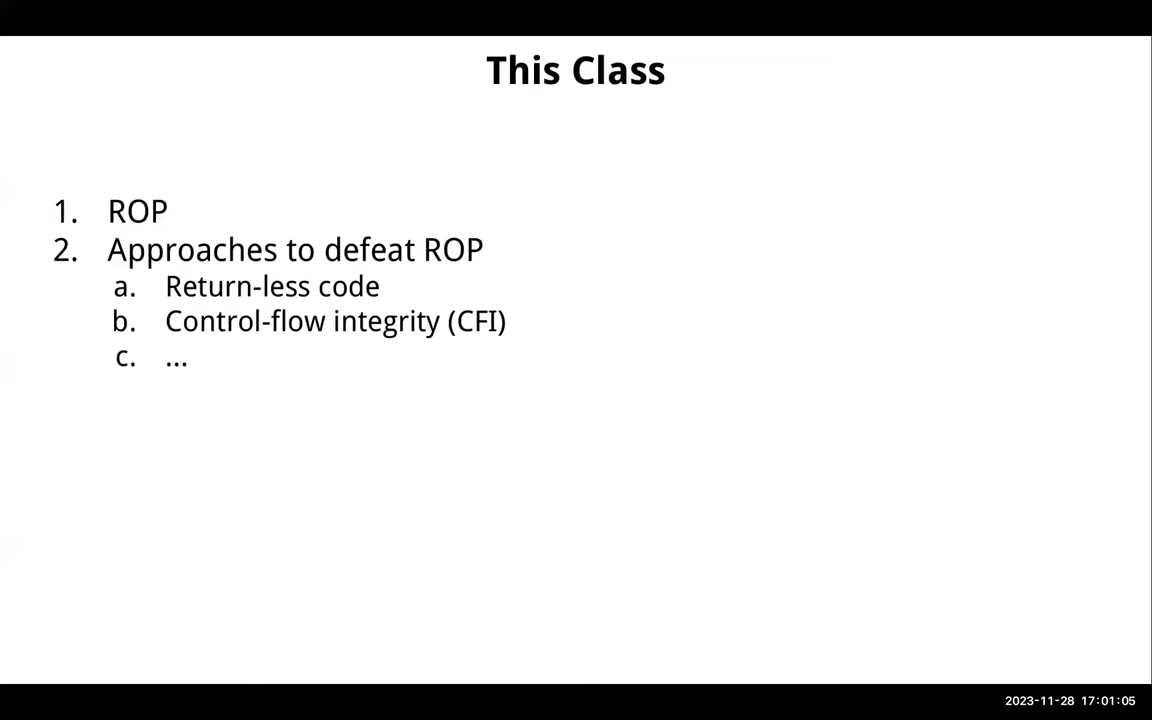 This Class
1. ROP
2. Approaches to defeat ROP
a. Return-less code
b. Control-flow integrity (CFI)
c. ...
2023-11-28 17:01:05